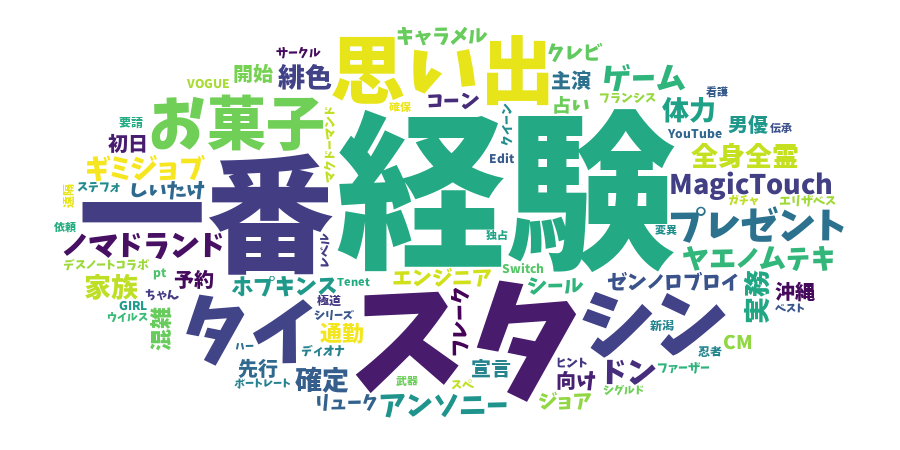 サークル
キャラメル
思い出
クレビ
VOGUE
開始
緋色
主演
ゲーム
コーン
占い
フランシス
看護
確保
お菓子
マクドーマンド
クイーン
体力
要請
初日
YouTube
男優
伝承
経験
Edit
全身全霊
ギミジョブ
一番
ステフォ
しいたけ
MagicTouch
遠隔
ガチャ
エリザベス
依頼
独占
変異
プレゼント
ノマドランド
レベル
ヤエノムテキ
デスノートコラボ
pt
Switch
家族
予約
ホプキンス
Tenet
エンジニア
シール
ゼンノロブロイ
実務
沖縄
ちゃん
GIRL
ウイルス
タイ
極道
シリーズ
スタ
フレーク
シン
ベスト
混雑
通勤
新潟
CM
ハー
ディオナ
忍者
先行
宣言
ヒント
ドン
ファーザー
ボートレート
確定
武器
スペ
向け
シグルド
リューク
アンソニー
ジョア